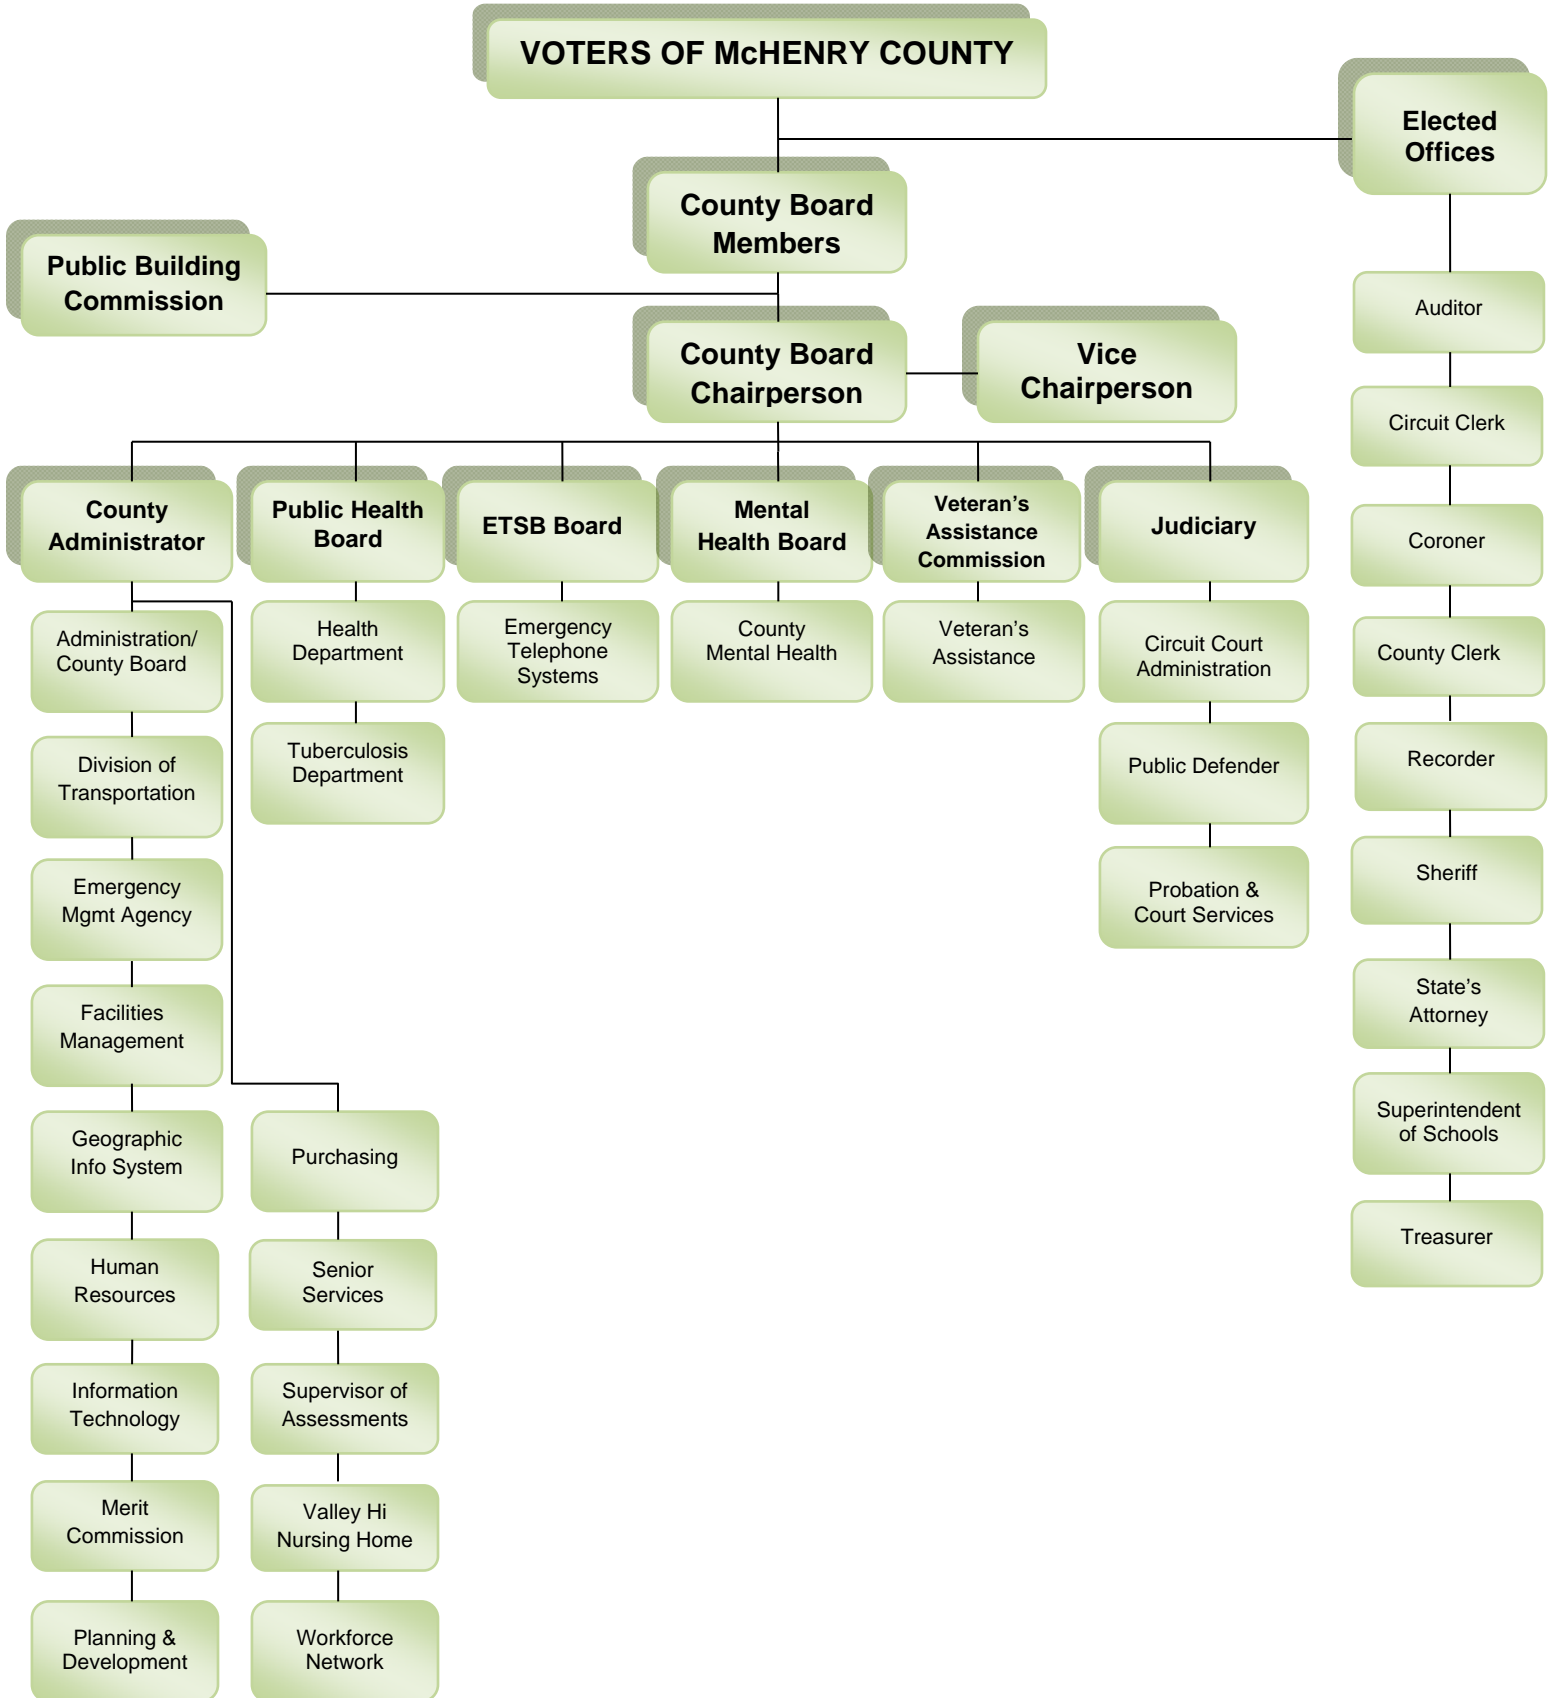 VOTERS OF McHENRY COUNTY
Elected
Offices
County Board
Members
Public Building
Commission
County Board
Chairperson
Vice
Chairperson
County
Administrator
Public Health
Board
ETSB Board
Mental
Health Board
Veteran’s
Assistance
Commission
Judiciary
Administration/
County Board
Division of
Transportation
Emergency
Mgmt Agency
Facilities
Management
Geographic
Info System
Human
Resources
Information
Technology
Merit
Commission
Planning &
Development
Purchasing
Senior
Services
Supervisor of
Assessments
Valley Hi
Nursing Home
Workforce
Network
Health
Department
Tuberculosis
Department
Emergency
Telephone
Systems
County
Mental Health
Veteran’s
Assistance
Circuit Court
Administration
Public Defender
Probation &
Court Services
Auditor
Circuit Clerk
Coroner
County Clerk
Recorder
Sheriff
State’s
Attorney
Superintendent
of Schools
Treasurer